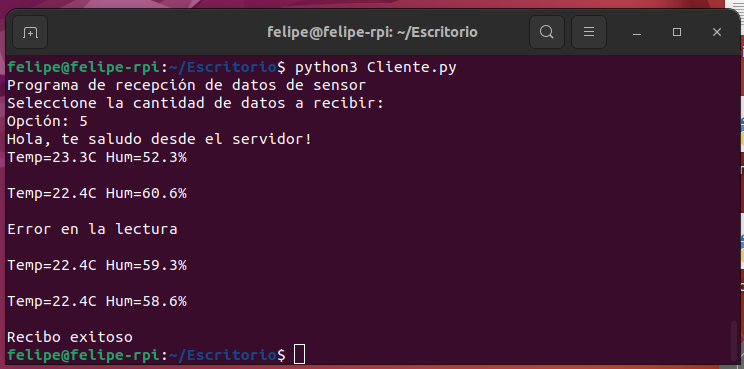 felipe@felipe-rpi: ~/Escritorio
felipe@felipe-rpi:~/Escritorio$ python3 Cliente.py
Programa de recepción de datos de sensor
Seleccione la cantidad de datos a recibir:
Opción: 5
Hola, te saludo desde el servidor!
Temp=23.3C Hum=52.3%
Temp=22.4C Hum=60.6%
Error en la lectura
Temp=22.4C Hum=59.3%
Temp=22.4C Hum=58.6%
Recibo exitoso
felipe@felipe-rpi:~/Escritorio$